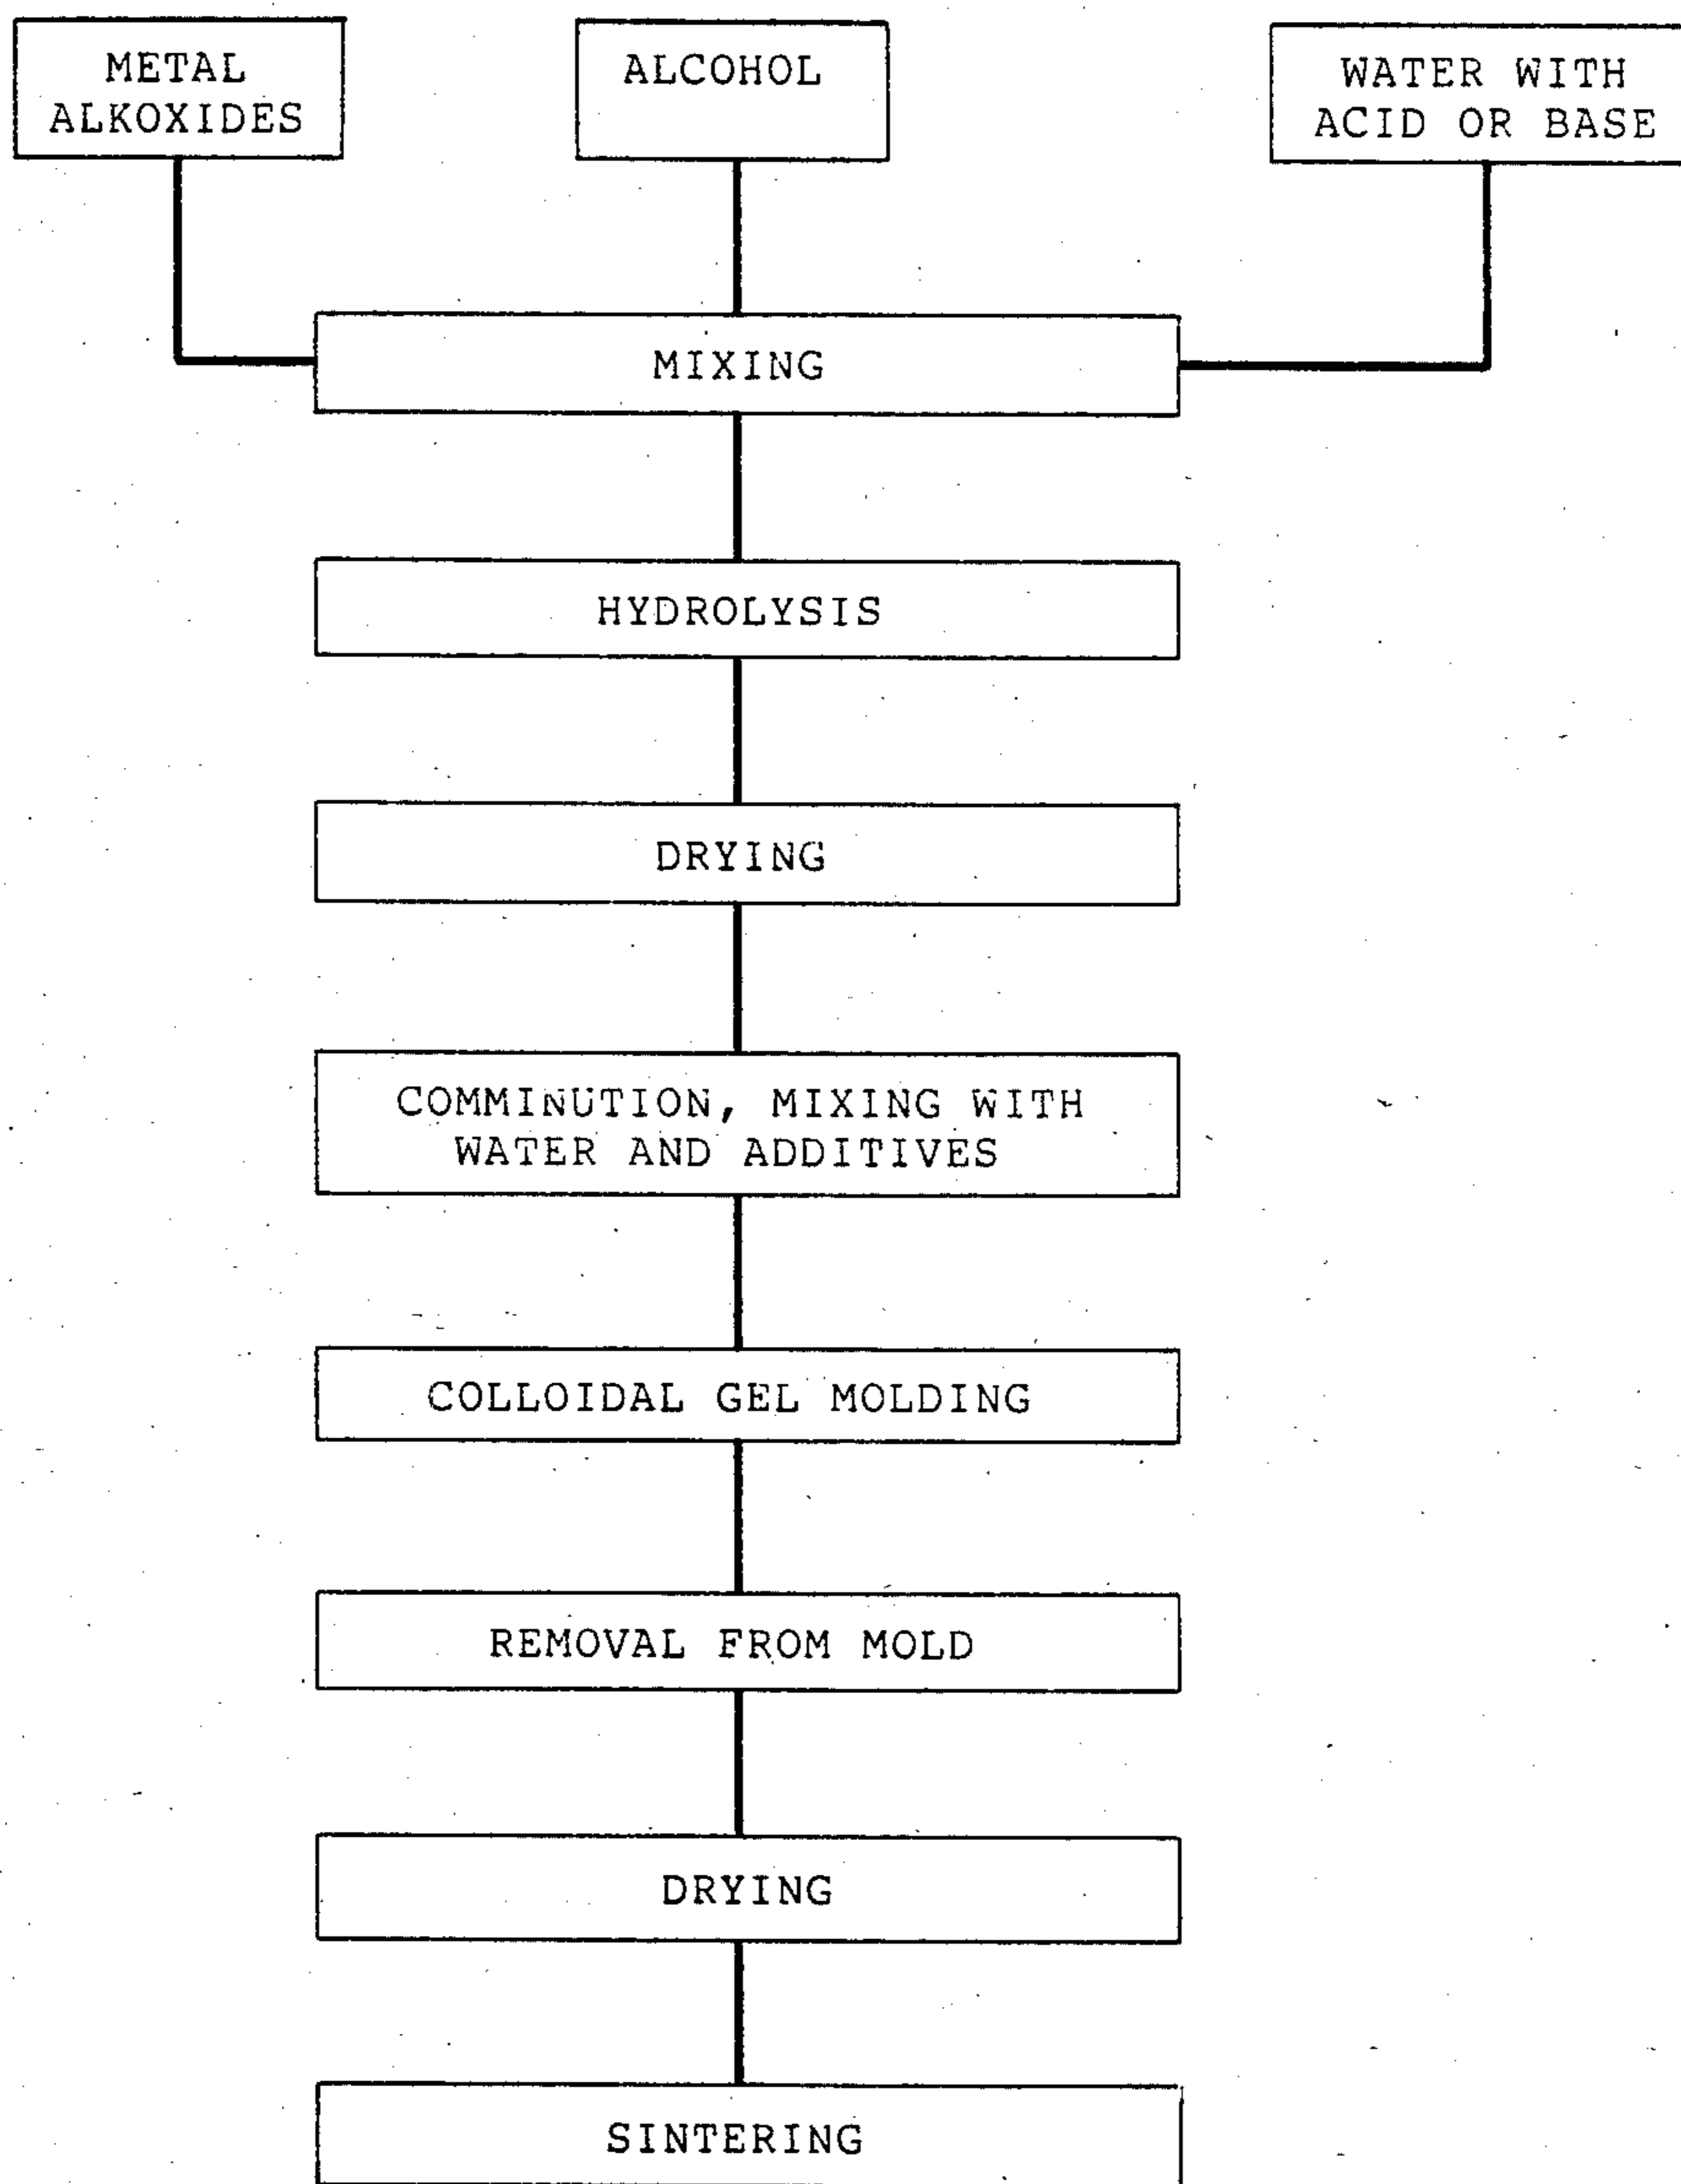 METAL
ALKOXIDES
ALCOHOL
WATER WITH
ACID OR BASE
MIXING
HYDROLYSIS
DRYING
COMMINUTION, MIXING WITH
WATER AND ADDITIVES
COLLOIDAL GEL MOLDING
REMOVAL FROM MOLD
DRYING
SINTERING